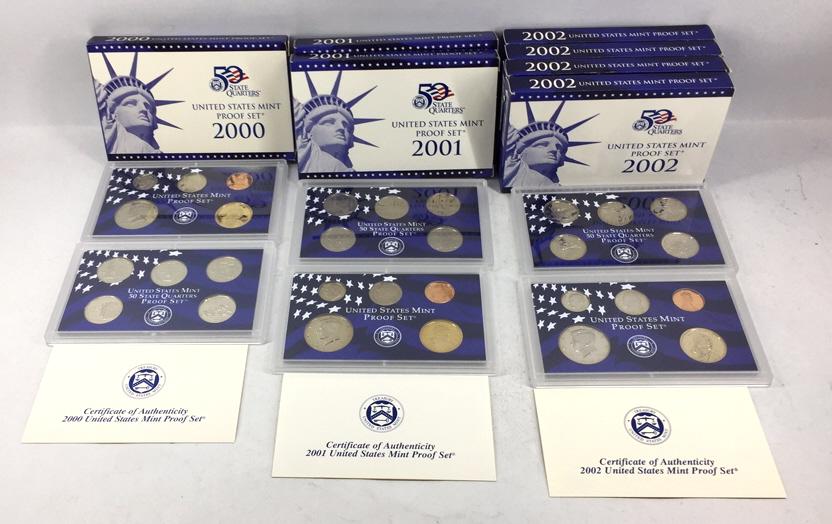 2000 UNITED STATES MINT PROOF SET®
50
STATE
QUARTERS®
UNITED STATES MINT
PROOF SET®
2000
2001 UNITED STATES MINT PROOF SET®
2001 UNITED STATES MINT PROOF SET®
50
STATE
QUARTERS®
UNITED STATES MINT
PROOF SET®
2001
2002 UNITED STATES MINT PROOF SET®
2002 UNITED STATES MINT PROOF SET®
2002 UNITED STATES MINT PROOF SET®
2002 UNITED STATES MINT PROOF SET®
50
STATE
QUARTERS®
UNITED STATES MINT
PROOF SET®
2002
UNITED STATES MINT
PROOF SET®
UNITED STATES MINT
50 STATE QUARTERS
PROOF SET®
UNITED STATES MINT
50 STATE QUARTERS
PROOF SET®
UNITED STATES MINT
PROOF SET®
UNITED STATES MINT
50 STATE QUARTERS
PROOF SET®
UNITED STATES MINT
PROOF SET®
Certificate of Authenticity
2000 United States Mint Proof Set®
Certificate of Authenticity
2001 United States Mint Proof Set®
Certificate of Authenticity
2002 United States Mint Proof Set®